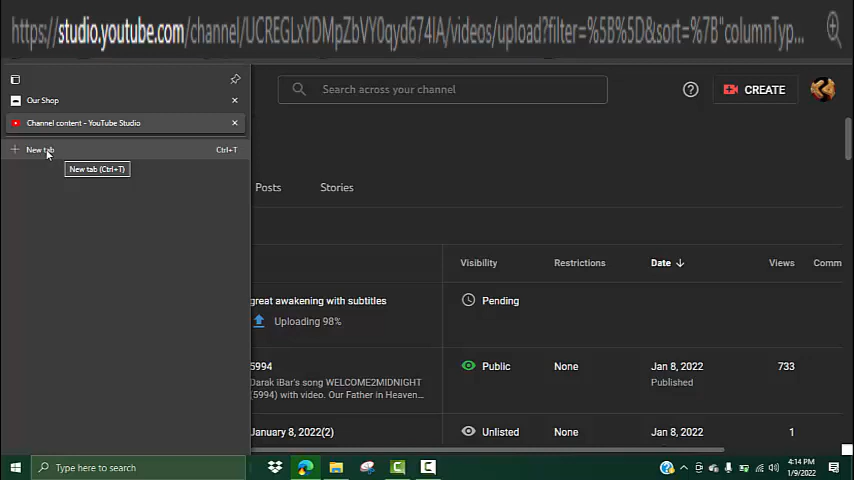 https://studio.youtube.com/channel/UCREGLxYDMpZbVY0qyd674IA/videos/upload?filter=%5B%5D&sort=%7B"columnTyp...
Our Shop
Search across your channel
CREATE
Channel content - YouTube Studio
New tab Ctrl+T
New tab (Ctrl+T)
Posts Stories
Visibility Restrictions Date Views Comm
great awakening with subtitles Pending
Uploading 98%
5994 Public None Jan 8, 2022 733
Darak iBar's song WELCOME2MIDNIGHT Published
(5994) with video. Our Father in Heaven...
January 8, 2022(2) Unlisted None Jan 8, 2022 1
Type here to search
4:14 PM
1/9/2022